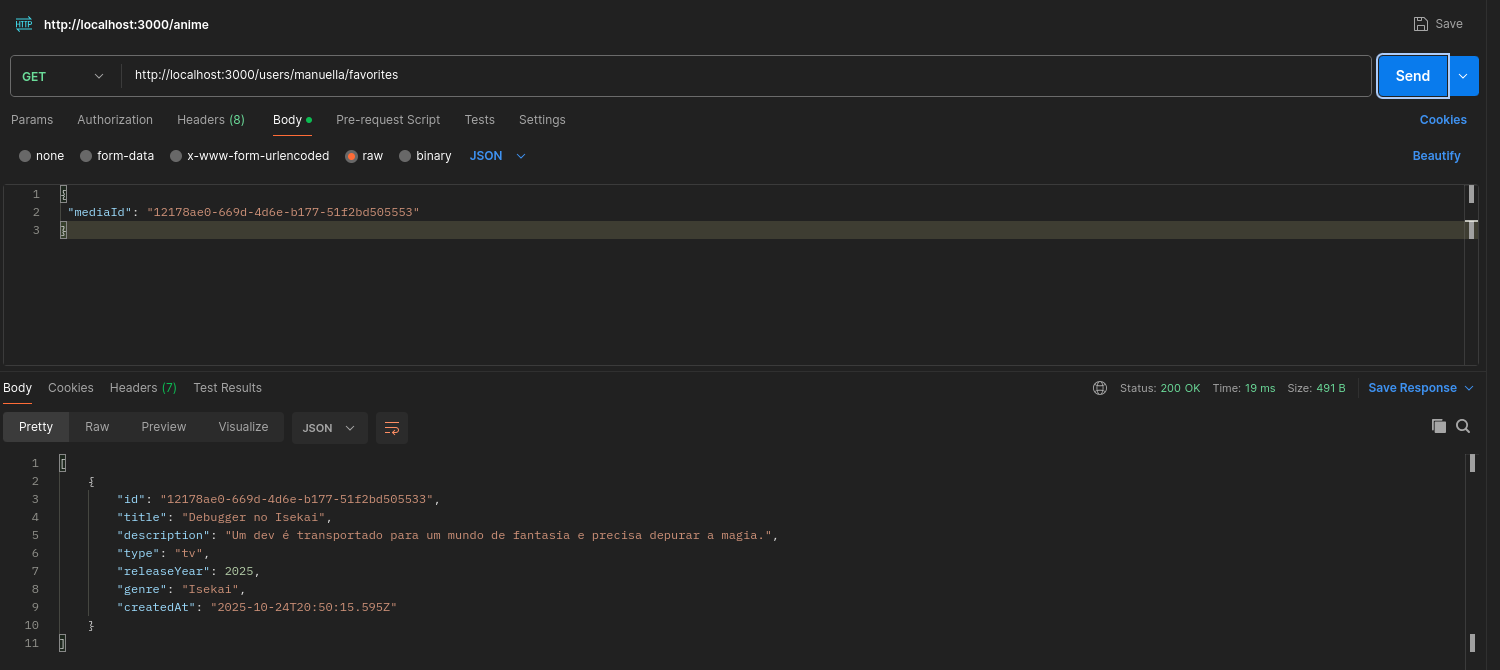 HTTP http://localhost:3000/anime Save
GET http://localhost:3000/users/manuella/favorites Send
Params Authorization Headers (8) Body Pre-request Script Tests Settings Cookies
none form-data x-www-form-urlencoded raw binary JSON Beautify
1 {
2 "mediaId": "12178ae0-669d-4d6e-b177-51f2bd505553"
3 }
Body Cookies Headers (7) Test Results Status: 200 OK Time: 19 ms Size: 491 B Save Response
Pretty Raw Preview Visualize JSON
1 [
2 {
3 "id": "12178ae0-669d-4d6e-b177-51f2bd505533",
4 "title": "Debugger no Isekai",
5 "description": "Um dev é transportado para um mundo de fantasia e precisa depurar a magia.",
6 "type": "tv",
7 "releaseYear": 2025,
8 "genre": "Isekai",
9 "createdAt": "2025-10-24T20:50:15.595Z"
10 }
11 ]